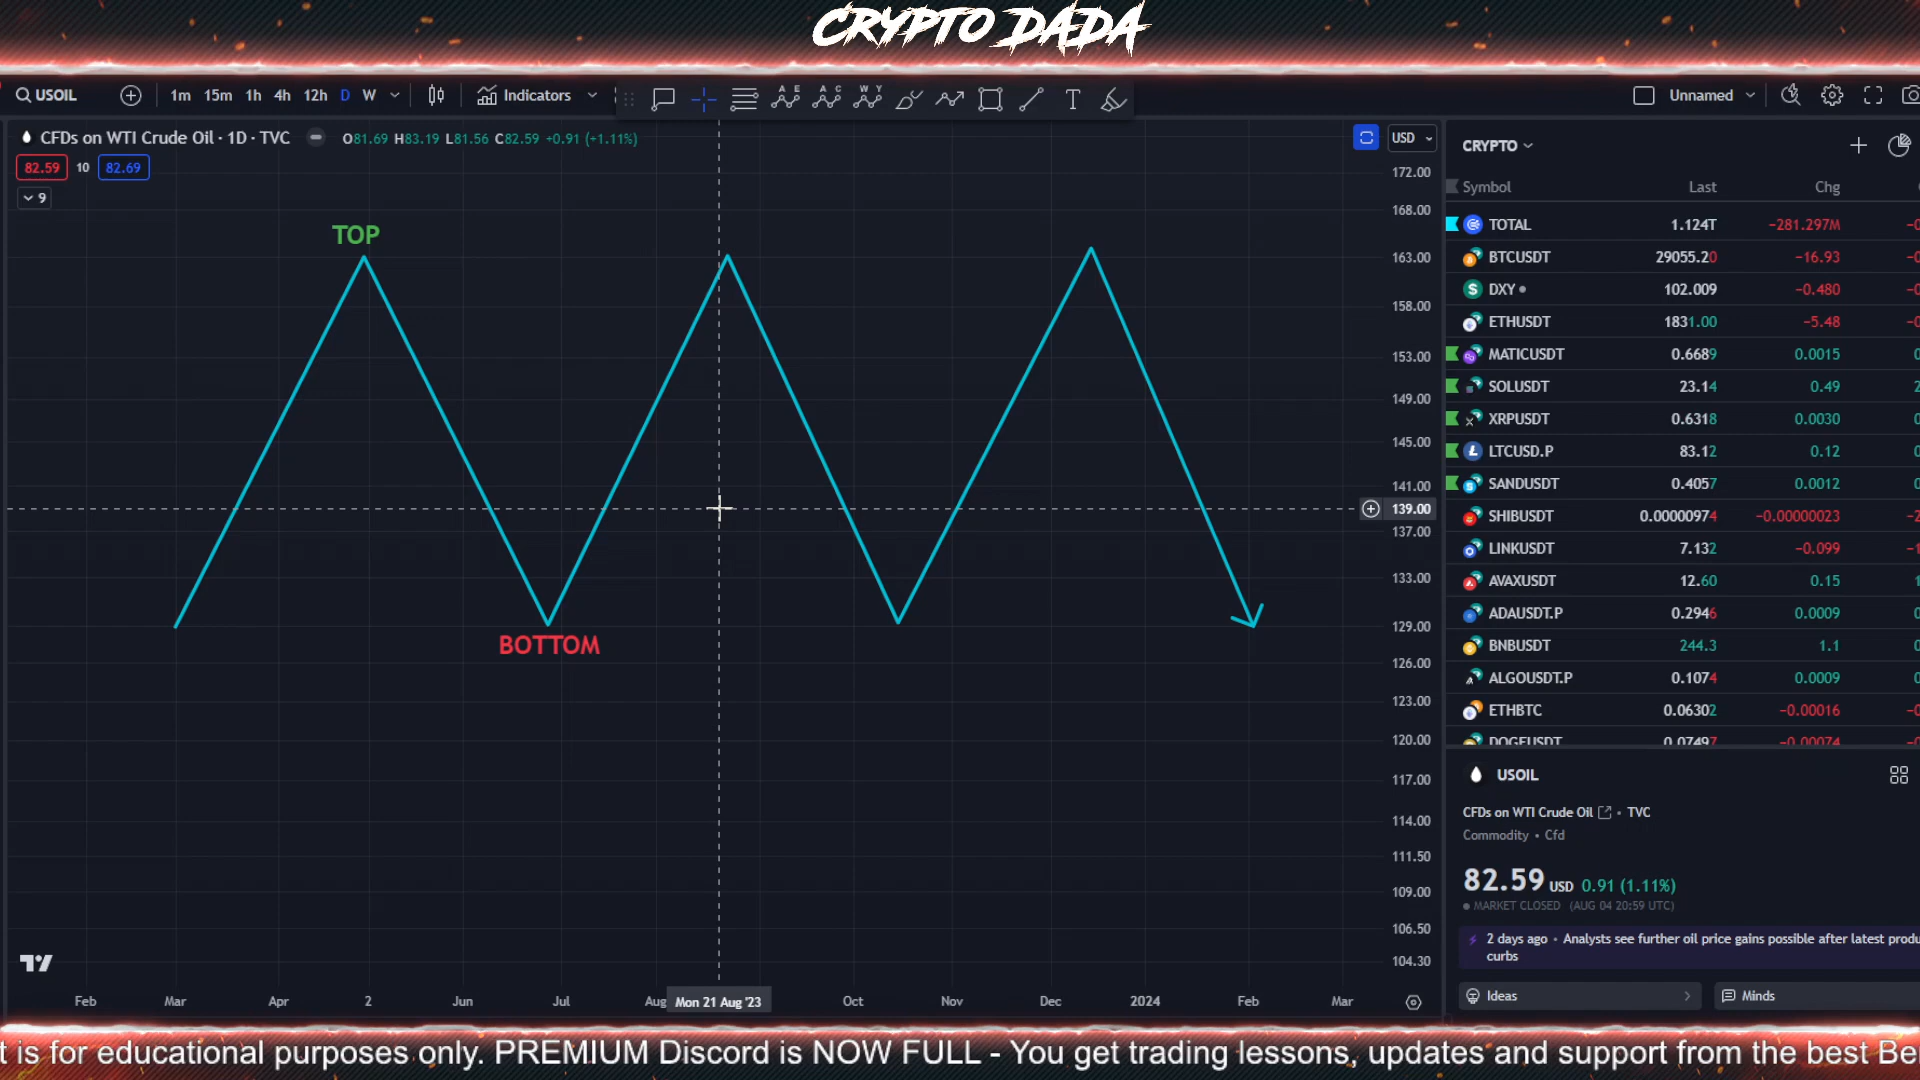 CRYPTO DADA
USOIL 1m 15m 1h 4h 12h D W Indicators Unnamed
A E A C W Y
CFDs on WTI Crude Oil · 1D · TVC O81.69 H83.19 L81.56 C82.59 +0.91 (+1.11%)
82.59 10 82.69
9
USD
172.00
168.00
163.00
158.00
153.00
149.00
145.00
141.00
139.00
137.00
133.00
129.00
126.00
123.00
120.00
117.00
114.00
111.50
109.00
106.50
104.30
TOP
BOTTOM
Feb Mar Apr 2 Jun Jul Aug Mon 21 Aug '23 Oct Nov Dec 2024 Feb Mar
CRYPTO
Symbol Last Chg
TOTAL 1.124T −281.297M
BTCUSDT 29055.20 −16.93
DXY 102.009 −0.480
ETHUSDT 1831.00 −5.48
MATICUSDT 0.6689 0.0015
SOLUSDT 23.14 0.49
XRPUSDT 0.6318 0.0030
LTCUSD.P 83.12 0.12
SANDUSDT 0.4057 0.0012
SHIBUSDT 0.00000974 −0.00000023
LINKUSDT 7.132 −0.099
AVAXUSDT 12.60 0.15
ADAUSDT.P 0.2946 0.0009
BNBUSDT 244.3 1.1
ALGOUSDT.P 0.1074 0.0009
ETHBTC 0.06302 −0.00016
DOGEUSDT 0.07497 −0.00074
USOIL
CFDs on WTI Crude Oil • TVC
Commodity • Cfd
82.59 USD 0.91 (1.11%)
MARKET CLOSED (AUG 04 20:59 UTC)
2 days ago • Analysts see further oil price gains possible after latest produ
curbs
Ideas Minds
t is for educational purposes only. PREMIUM Discord is NOW FULL - You get trading lessons, updates and support from the best Be